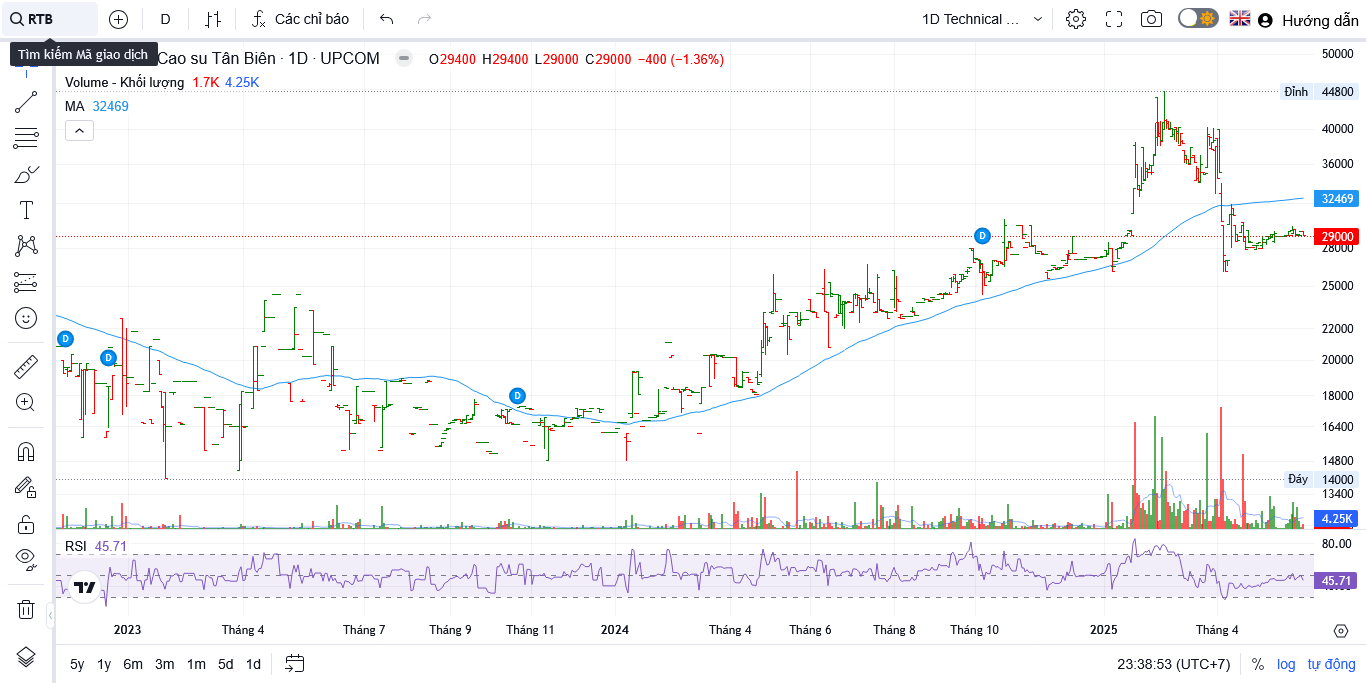 RTB
D
Các chỉ báo
1D Technical ...
Hướng dẫn
Tìm kiếm Mã giao dịch
Cao su Tân Biên · 1D · UPCOM
O29400 H29400 L29000 C29000 −400 (−1.36%)
Volume - Khối lượng 1.7K 4.25K
MA 32469
50000
Đỉnh 44800
40000
36000
32469
29000
28000
25000
22000
20000
18000
16400
14800
Đáy 14000
13400
4.25K
D
D
D
D
RSI 45.71
80.00
45.71
2023
Tháng 4
Tháng 7
Tháng 9
Tháng 11
2024
Tháng 4
Tháng 6
Tháng 8
Tháng 10
2025
Tháng 4
5y 1y 6m 3m 1m 5d 1d
23:38:53 (UTC+7)
% log tự động